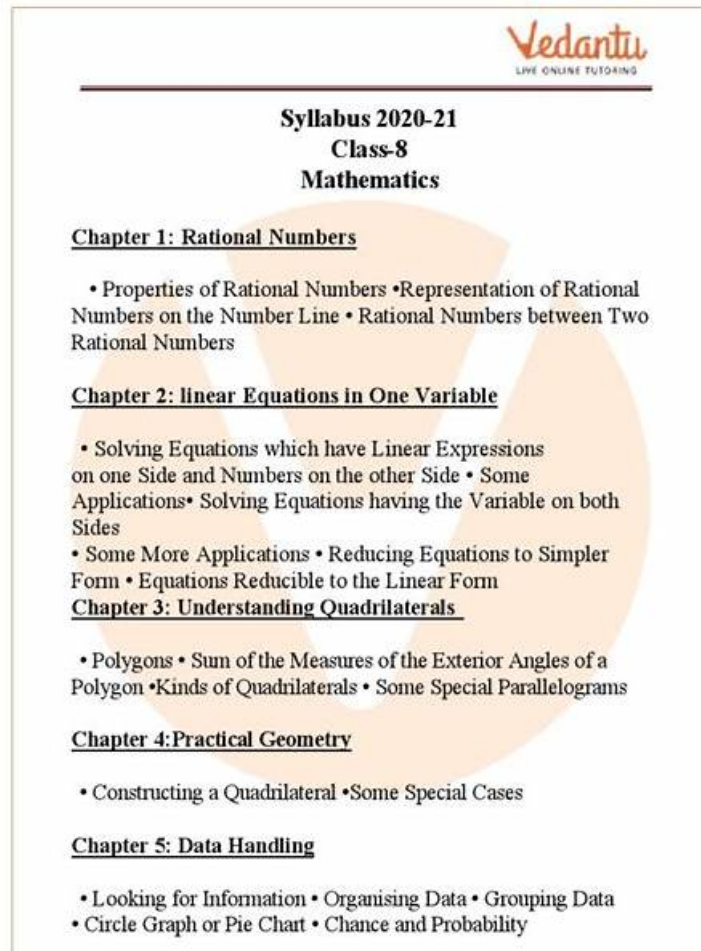 Vedantu
LIVE ONLINE TUTORING
Syllabus 2020-21
Class-8
Mathematics
Chapter 1: Rational Numbers
• Properties of Rational Numbers •Representation of Rational
Numbers on the Number Line • Rational Numbers between Two
Rational Numbers
Chapter 2: linear Equations in One Variable
• Solving Equations which have Linear Expressions
on one Side and Numbers on the other Side • Some
Applications• Solving Equations having the Variable on both
Sides
• Some More Applications • Reducing Equations to Simpler
Form • Equations Reducible to the Linear Form
Chapter 3: Understanding Quadrilaterals
• Polygons • Sum of the Measures of the Exterior Angles of a
Polygon •Kinds of Quadrilaterals • Some Special Parallelograms
Chapter 4:Practical Geometry
• Constructing a Quadrilateral •Some Special Cases
Chapter 5: Data Handling
• Looking for Information • Organising Data • Grouping Data
• Circle Graph or Pie Chart • Chance and Probability